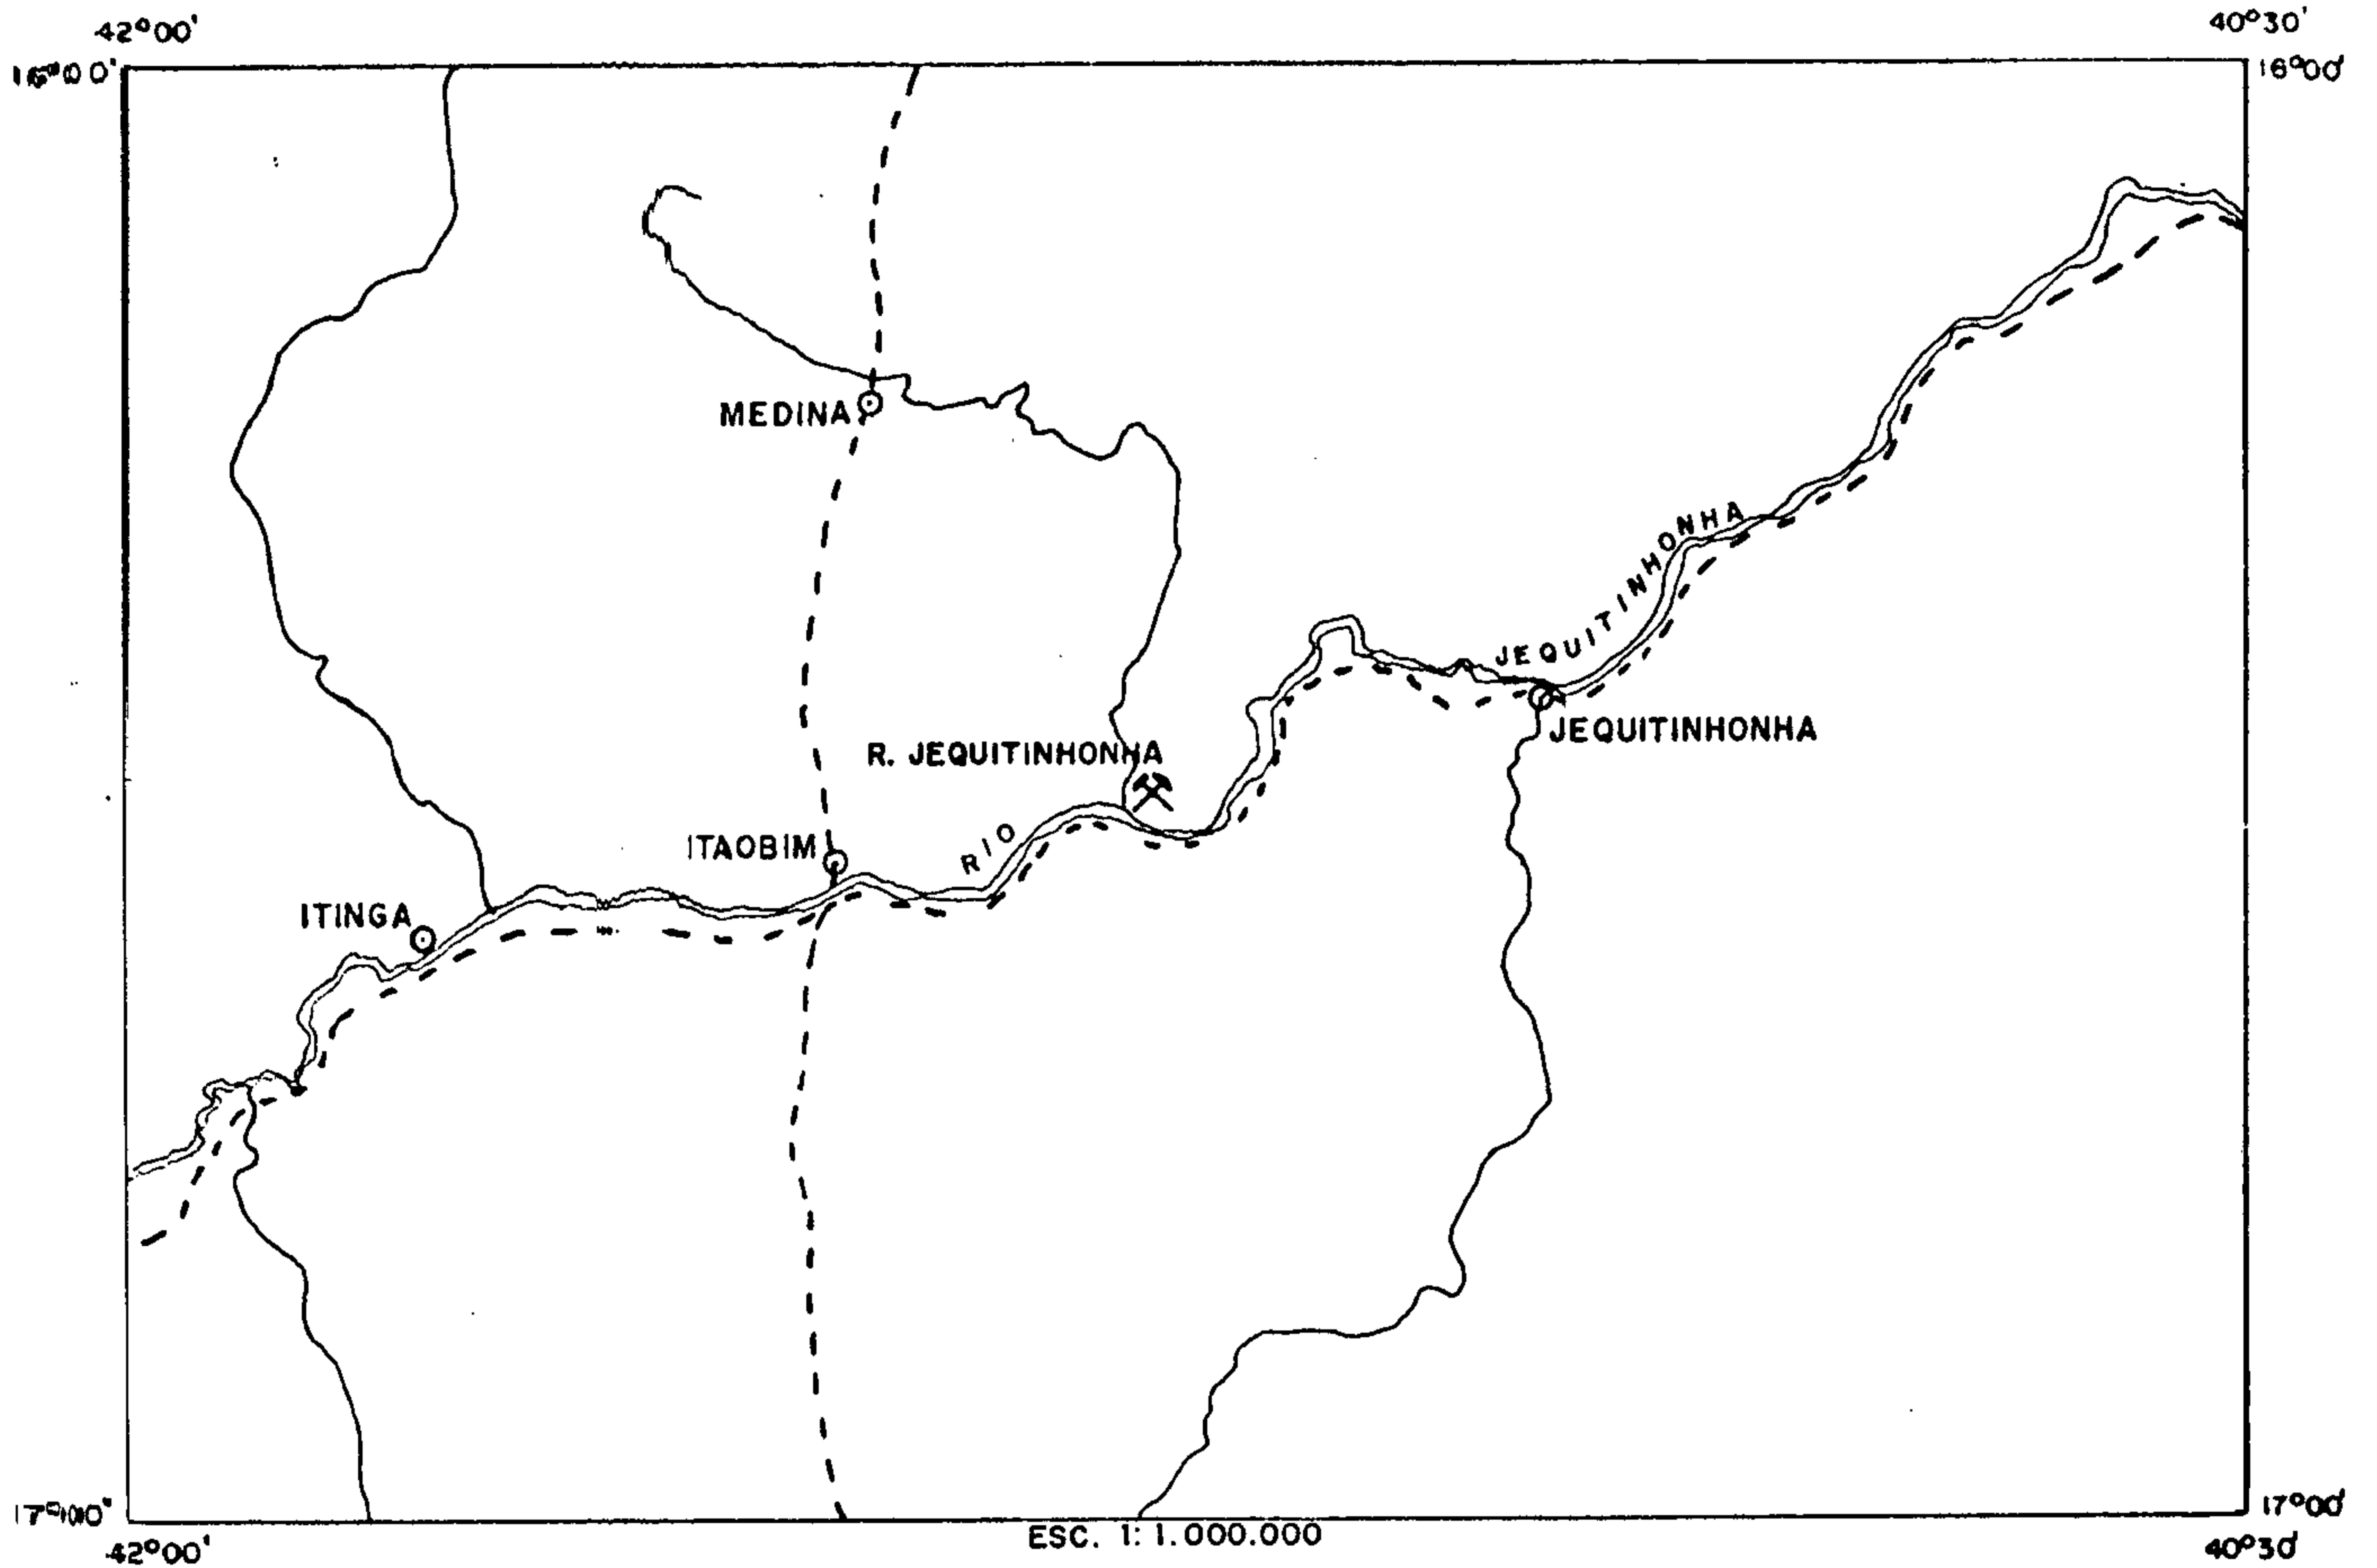 42°00' 40°30'
16°00' 16°00'
MEDINA
RIO JEQUITINHONHA
JEQUITINHONHA
R. JEQUITINHONHA
ITAOBIM
ITINGA
17°00' 17°00'
ESC. 1:1.000.000
42°00' 40°30'